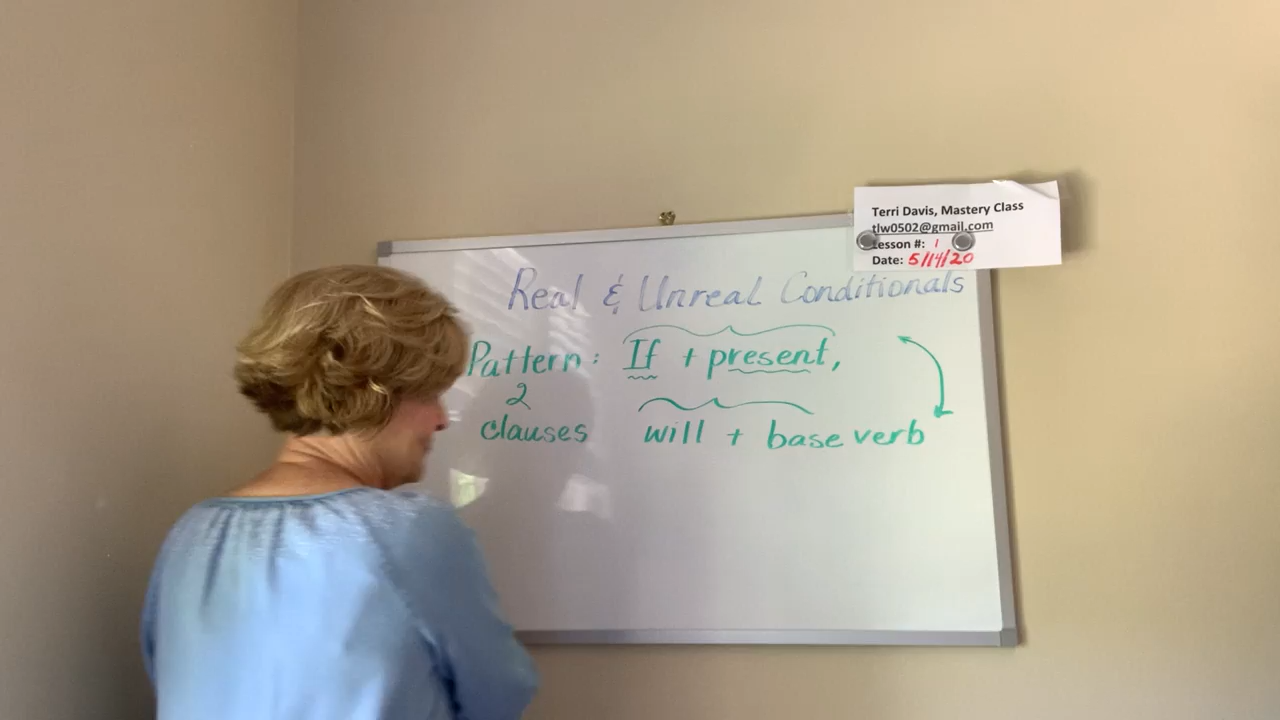 Terri Davis, Mastery Class
tlw0502@gmail.com
Lesson #: 1
Date: 5/14/20
Real & Unreal Conditionals
Pattern: If + present,
2
clauses will + base verb